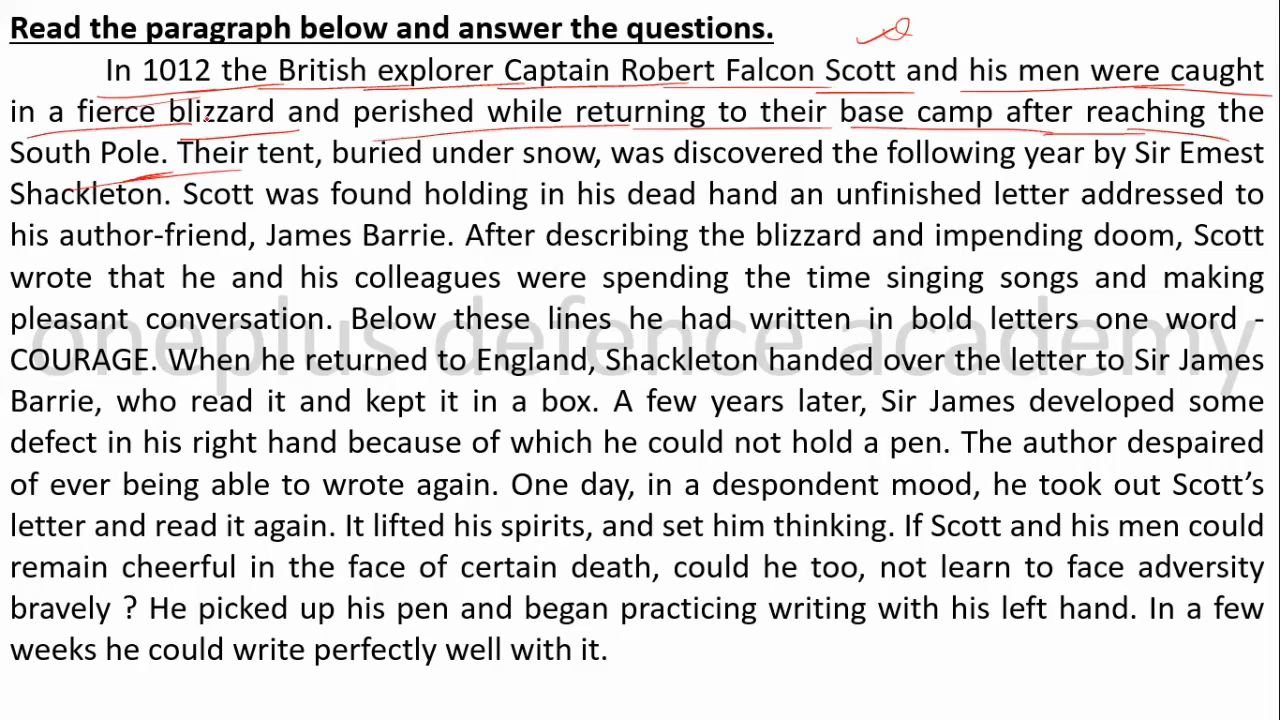 Read the paragraph below and answer the questions.
In 1012 the British explorer Captain Robert Falcon Scott and his men were caught
in a fierce blizzard and perished while returning to their base camp after reaching the
South Pole. Their tent, buried under snow, was discovered the following year by Sir Emest
Shackleton. Scott was found holding in his dead hand an unfinished letter addressed to
his author-friend, James Barrie. After describing the blizzard and impending doom, Scott
wrote that he and his colleagues were spending the time singing songs and making
pleasant conversation. Below these lines he had written in bold letters one word -
COURAGE. When he returned to England, Shackleton handed over the letter to Sir James
Barrie, who read it and kept it in a box. A few years later, Sir James developed some
defect in his right hand because of which he could not hold a pen. The author despaired
of ever being able to wrote again. One day, in a despondent mood, he took out Scott’s
letter and read it again. It lifted his spirits, and set him thinking. If Scott and his men could
remain cheerful in the face of certain death, could he too, not learn to face adversity
bravely ? He picked up his pen and began practicing writing with his left hand. In a few
weeks he could write perfectly well with it.
oneplus defence academy